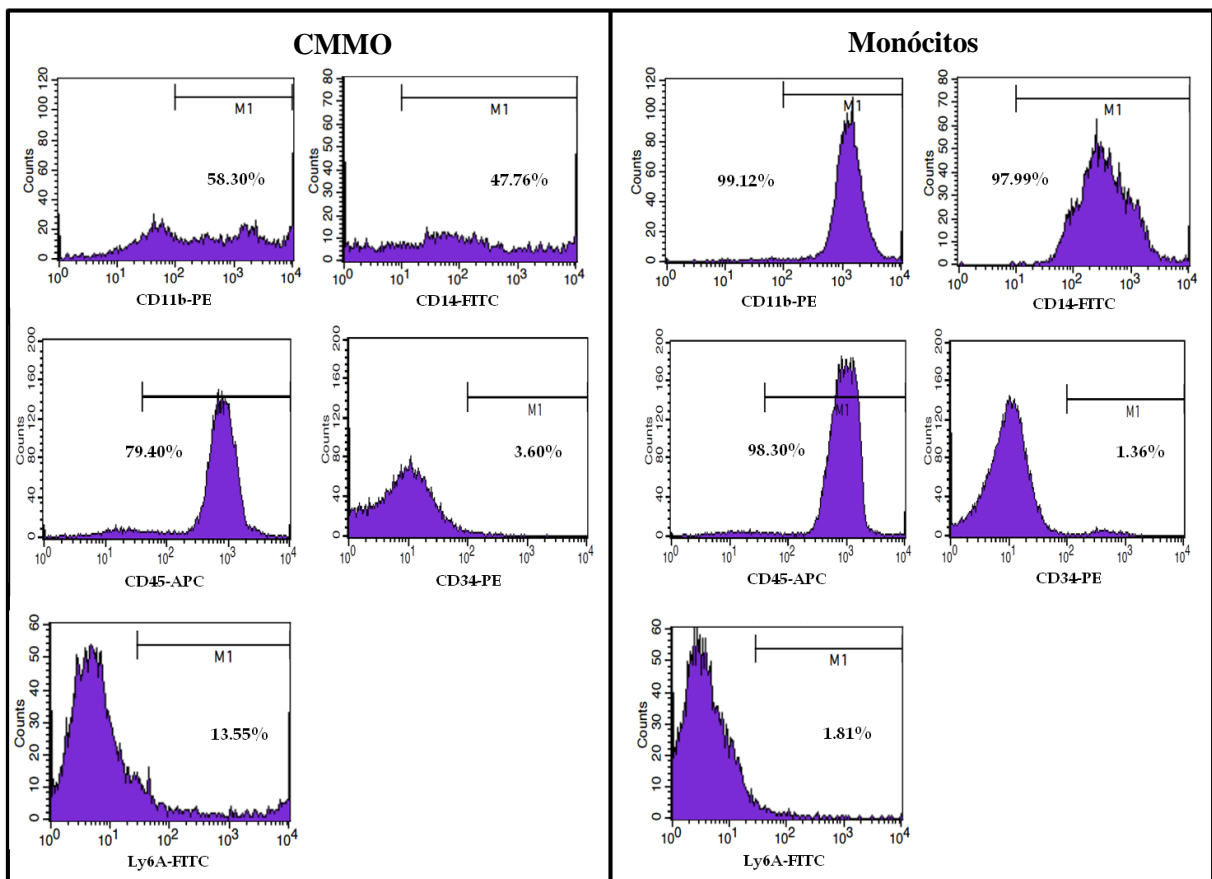 CMMO
120
100
80
60
40
20
0
Counts
M1
58.30%
10⁰ 10¹ 10² 10³ 10⁴
CD11b-PE
80
70
60
50
40
30
20
10
0
Counts
M1
47.76%
10⁰ 10¹ 10² 10³ 10⁴
CD14-FITC
200
160
120
80
40
0
Counts
79.40%
10⁰ 10¹ 10² 10³ 10⁴
CD45-APC
200
160
120
80
40
0
Counts
M1
3.60%
10⁰ 10¹ 10² 10³ 10⁴
CD34-PE
60
50
40
30
20
10
0
Counts
M1
13.55%
10⁰ 10¹ 10² 10³ 10⁴
Ly6A-FITC
Monócitos
120
100
80
60
40
20
0
Counts
M1
99.12%
10⁰ 10¹ 10² 10³ 10⁴
CD11b-PE
80
70
60
50
40
30
20
10
0
Counts
M1
97.99%
10⁰ 10¹ 10² 10³ 10⁴
CD14-FITC
200
160
120
80
40
0
Counts
M1
98.30%
10⁰ 10¹ 10² 10³ 10⁴
CD45-APC
200
160
120
80
40
0
Counts
M1
1.36%
10⁰ 10¹ 10² 10³ 10⁴
CD34-PE
60
50
40
30
20
10
0
Counts
M1
1.81%
10⁰ 10¹ 10² 10³ 10⁴
Ly6A-FITC